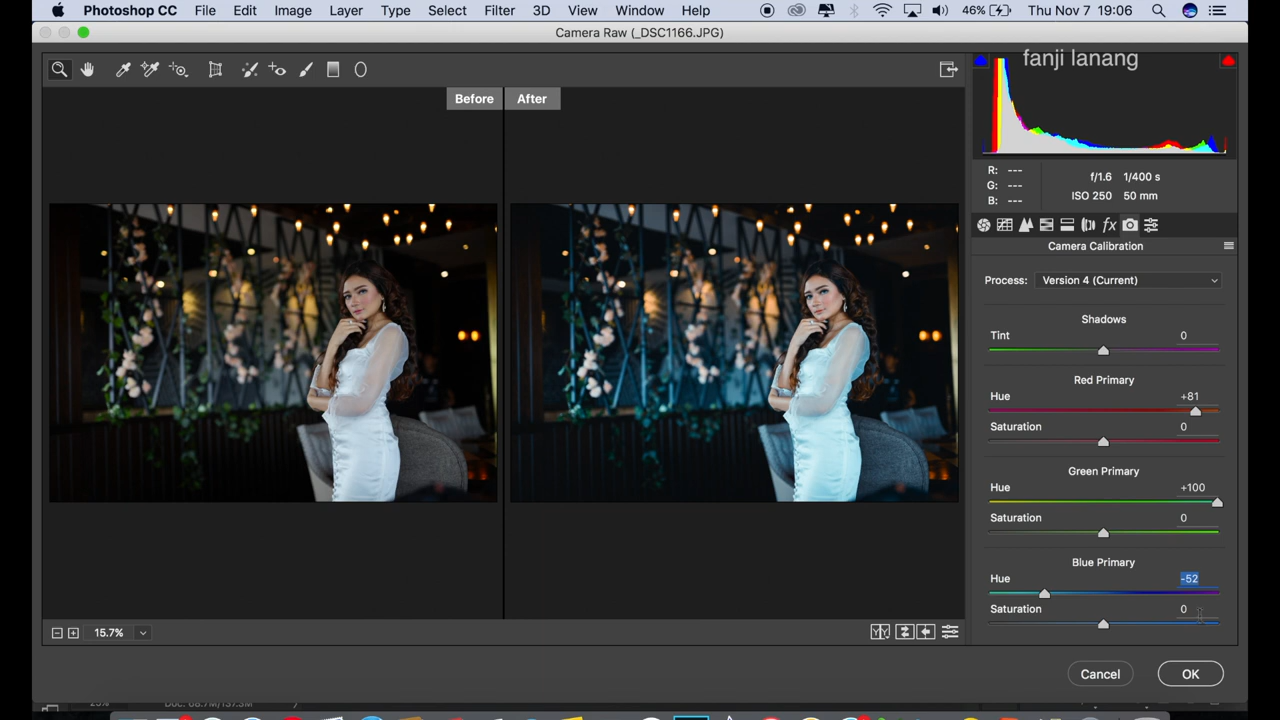 Photoshop CC File Edit Image Layer Type Select Filter 3D View Window Help 46% Thu Nov 7 19:06
Camera Raw (_DSC1166.JPG)
fanji lanang
Before After
R: ---
G: ---
B: ---
f/1.6 1/400 s
ISO 250 50 mm
fx
Camera Calibration
Process: Version 4 (Current)
Shadows
Tint 0
Red Primary
Hue +81
Saturation 0
Green Primary
Hue +100
Saturation 0
Blue Primary
Hue -52
Saturation 0
15.7%
Cancel OK